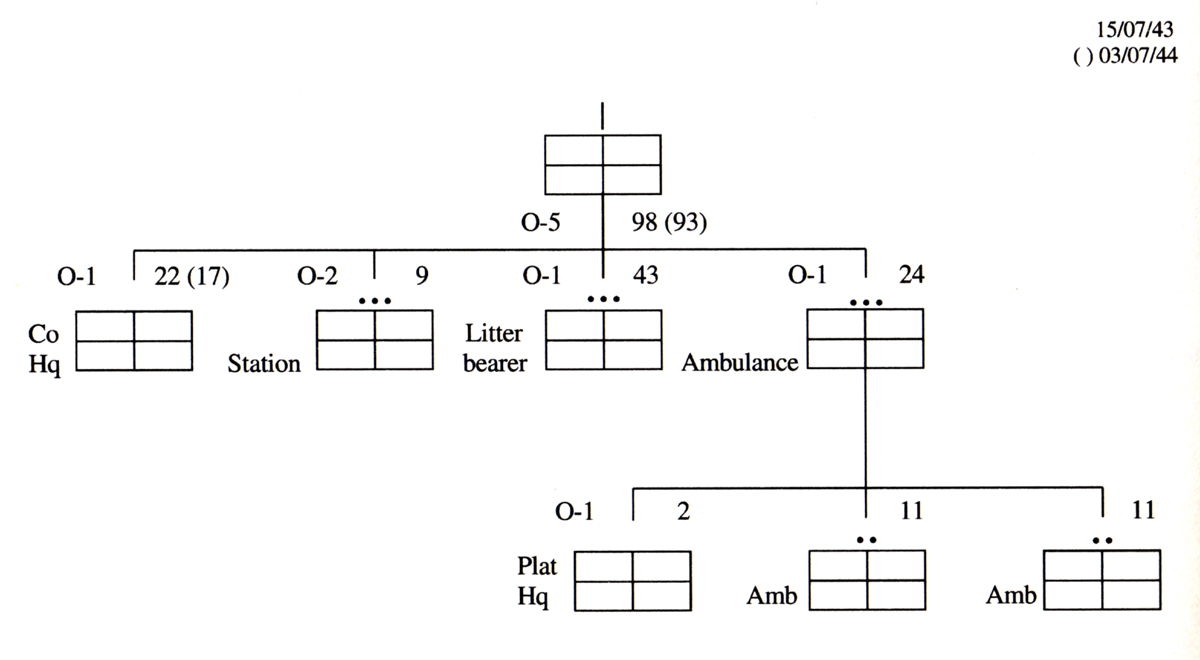 15/07/43
( ) 03/07/44
O-5 98 (93)
O-1 22 (17) O-2 9 O-1 43 O-1 24
Co
Hq
Station
Litter
bearer
Ambulance
O-1 2 11 11
Plat
Hq
Amb
Amb